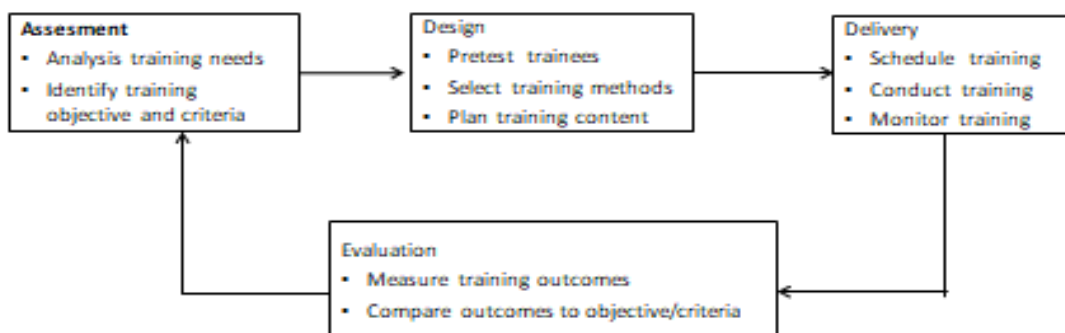 Assesment
▪ Analysis training needs
▪ Identify training
objective and criteria
Design
▪ Pretest trainees
▪ Select training methods
▪ Plan training content
Delivery
▪ Schedule training
▪ Conduct training
▪ Monitor training
Evaluation
▪ Measure training outcomes
▪ Compare outcomes to objective/criteria